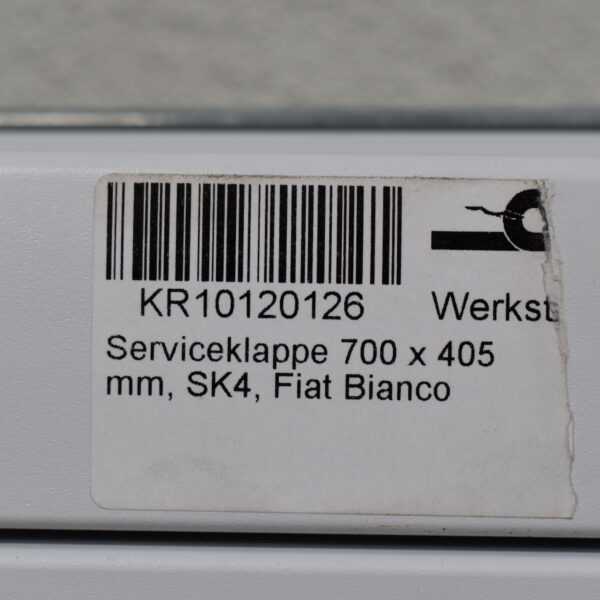 KR10120126 Werkst
Serviceklappe 700 x 405
mm, SK4, Fiat Bianco